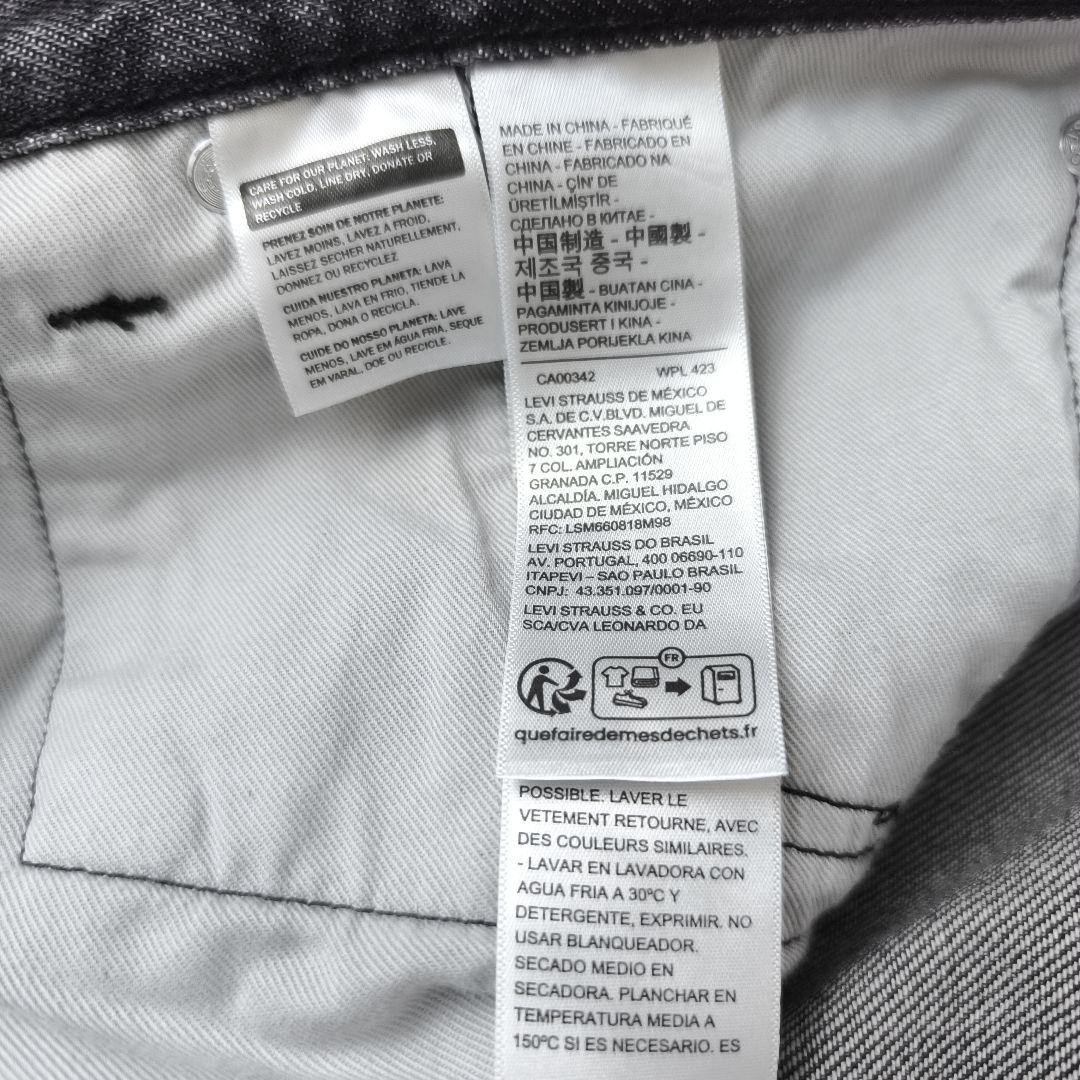 CARE FOR OUR PLANET: WASH LESS,
WASH COLD, LINE DRY, DONATE OR
RECYCLE
PRENEZ SOIN DE NOTRE PLANETE:
LAVEZ MOINS, LAVEZ A FROID,
LAISSEZ SECHER NATURELLEMENT,
DONNEZ OU RECYCLEZ
CUIDA NUESTRO PLANETA: LAVA
MENOS, LAVA EN FRIO, TIENDE LA
ROPA, DONA O RECICLA.
CUIDE DO NOSSO PLANETA: LAVE
MENOS, LAVE EM ÁGUA FRIA, SEQUE
EM VARAL, DOE OU RECICLE.
MADE IN CHINA - FABRIQUÉ
EN CHINE - FABRICADO EN
CHINA - FABRICADO NA
CHINA - ÇİN' DE
ÜRETİLMİŞTİR -
СДЕЛАНО В КИТАЕ -
中国制造 - 中國製 -
제조국 중국 -
中国製 - BUATAN CINA -
PAGAMINTA KINIJOJE -
PRODUSERT I KINA -
ZEMLJA PORIJEKLA KINA
CA00342 WPL 423
LEVI STRAUSS DE MÉXICO
S.A. DE C.V.BLVD. MIGUEL DE
CERVANTES SAAVEDRA
NO. 301, TORRE NORTE PISO
7 COL. AMPLIACIÓN
GRANADA C.P. 11529
ALCALDÍA. MIGUEL HIDALGO
CIUDAD DE MÉXICO, MÉXICO
RFC: LSM660818M98
LEVI STRAUSS DO BRASIL
AV. PORTUGAL, 400 06690-110
ITAPEVI – SAO PAULO BRASIL
CNPJ: 43.351.097/0001-90
LEVI STRAUSS & CO. EU
SCA/CVA LEONARDO DA
FR
quefairedemesdechets.fr
POSSIBLE. LAVER LE
VETEMENT RETOURNE, AVEC
DES COULEURS SIMILAIRES.
- LAVAR EN LAVADORA CON
AGUA FRIA A 30ºC Y
DETERGENTE, EXPRIMIR. NO
USAR BLANQUEADOR.
SECADO MEDIO EN
SECADORA. PLANCHAR EN
TEMPERATURA MEDIA A
150ºC SI ES NECESARIO. ES